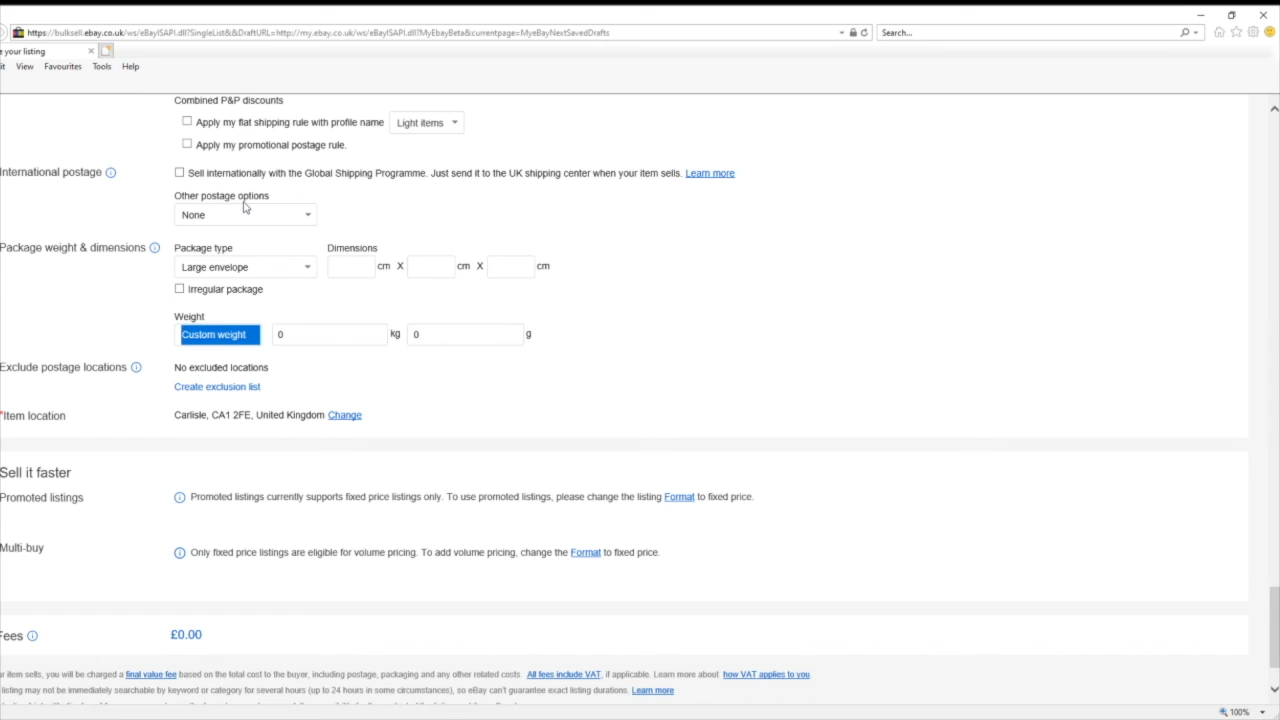 https://bulksell.ebay.co.uk/ws/eBayISAPI.dll?SingleList&&DraftURL=http://my.ebay.co.uk/ws/eBayISAPI.dll?MyEbayBeta&currentpage=MyeBayNextSavedDrafts
Search...
e your listing
it View Favourites Tools Help
Combined P&P discounts
Apply my flat shipping rule with profile name Light items
Apply my promotional postage rule.
International postage Sell internationally with the Global Shipping Programme. Just send it to the UK shipping center when your item sells. Learn more
Other postage options
None
Package weight & dimensions Package type Dimensions
Large envelope cm X cm X cm
Irregular package
Weight
Custom weight 0 kg 0 g
Exclude postage locations No excluded locations
Create exclusion list
*Item location Carlisle, CA1 2FE, United Kingdom Change
Sell it faster
Promoted listings Promoted listings currently supports fixed price listings only. To use promoted listings, please change the listing Format to fixed price.
Multi-buy Only fixed price listings are eligible for volume pricing. To add volume pricing, change the Format to fixed price.
Fees £0.00
r item sells, you will be charged a final value fee based on the total cost to the buyer, including postage, packaging and any other related costs. All fees include VAT, if applicable. Learn more about how VAT applies to you
listing may not be immediately searchable by keyword or category for several hours (up to 24 hours in some circumstances), so eBay can't guarantee exact listing durations. Learn more
100%